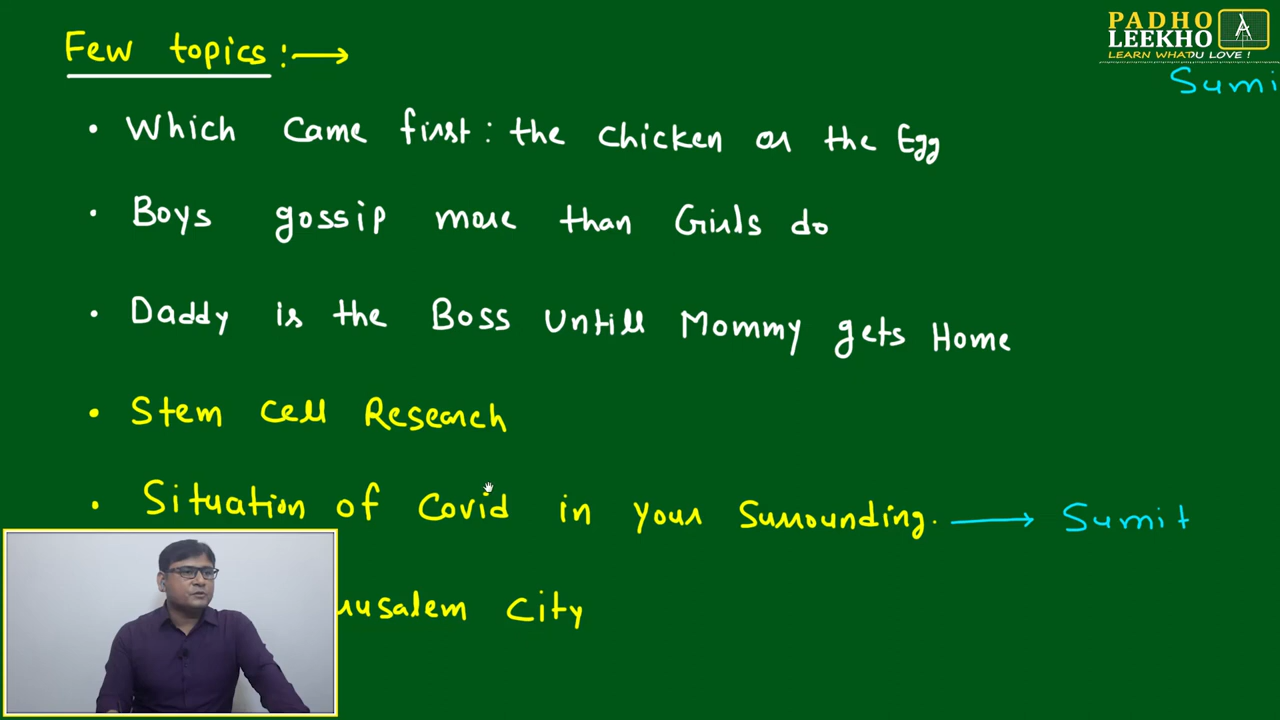 PADHO
LEEKHO
LEARN WHAT U LOVE !
Few topics :→
Sumi
• Which came first : the chicken or the Egg
• Boys gossip more than Girls do
• Daddy is the Boss Untill Mommy gets Home
• Stem cell Research
• Situation of Covid in your Surrounding. → Sumit
rusalem City